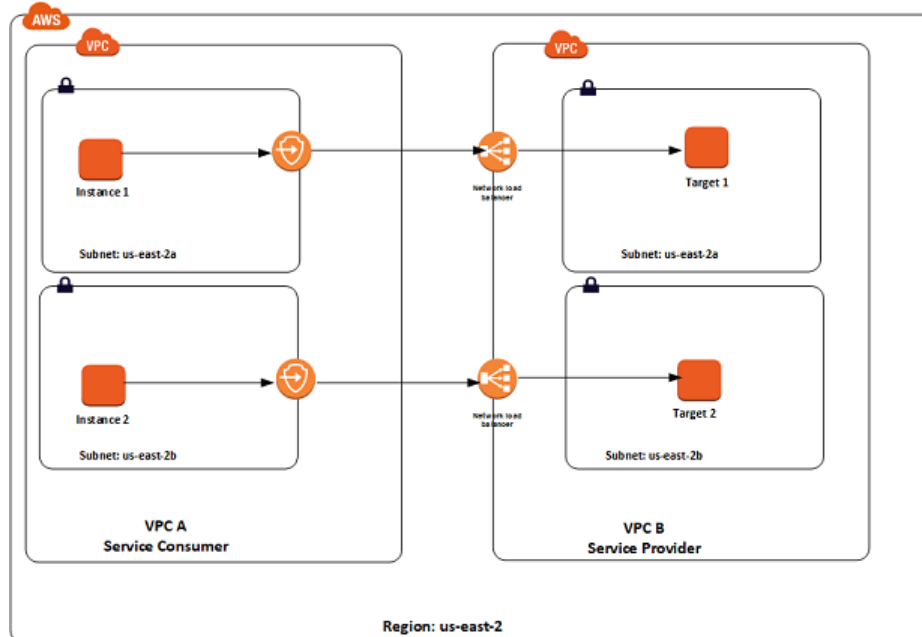 AWS
VPC
VPC
Instance 1
Network load
balancer
Target 1
Subnet: us-east-2a
Subnet: us-east-2a
Instance 2
Network load
balancer
Target 2
Subnet: us-east-2b
Subnet: us-east-2b
VPC A
Service Consumer
VPC B
Service Provider
Region: us-east-2